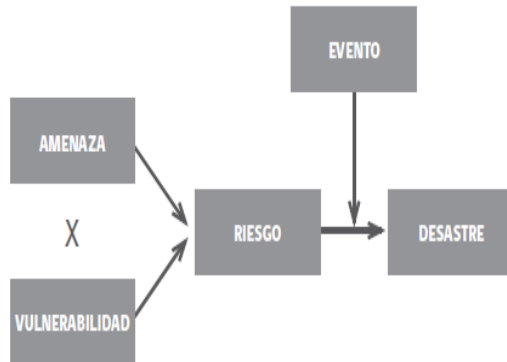 EVENTO
AMENAZA
X
RIESGO
DESASTRE
VULNERABILIDAD